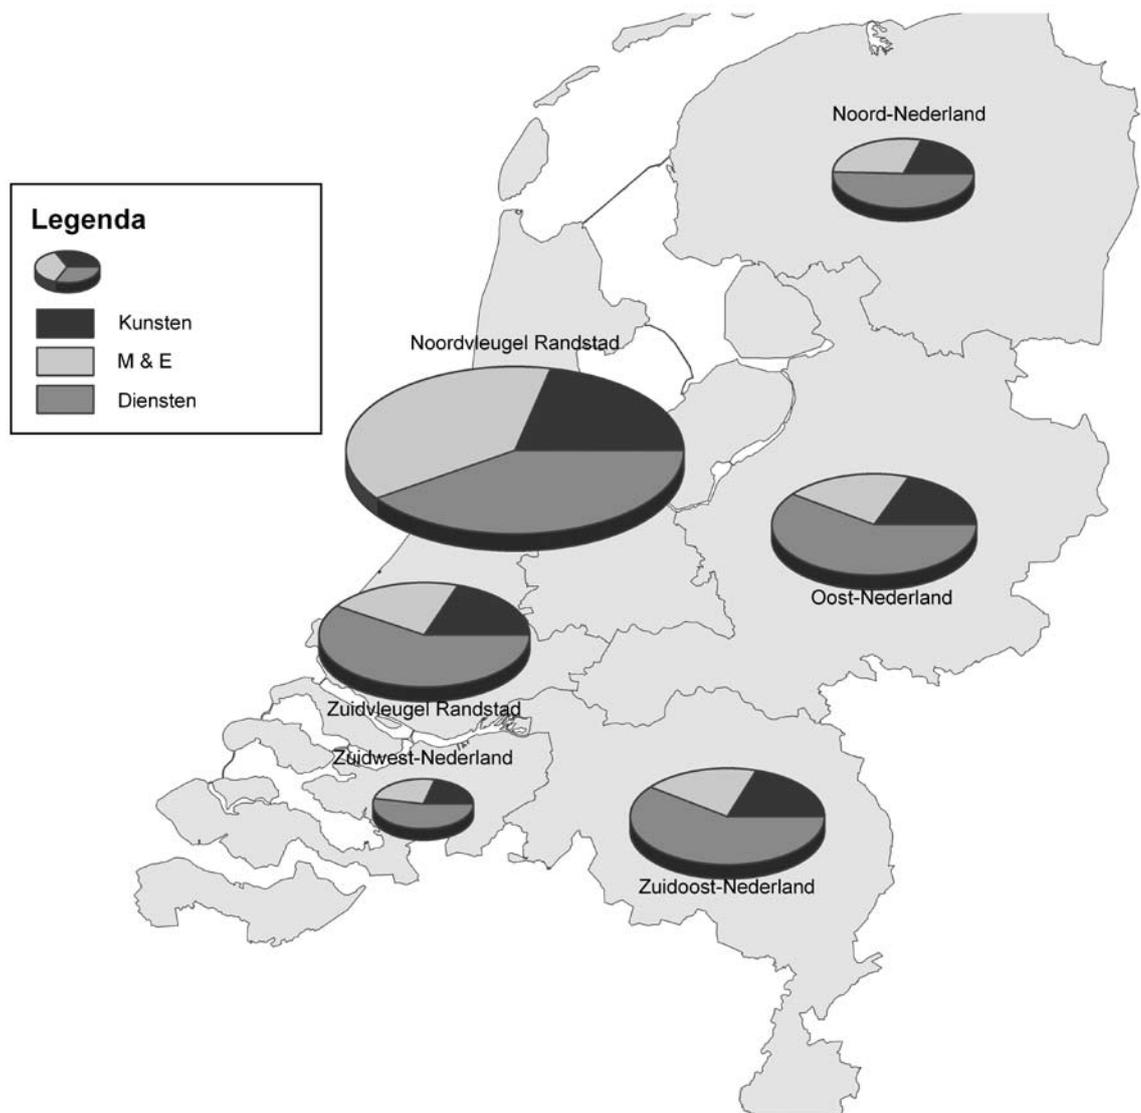 Noord-Nederland
Legenda
Kunsten
M & E
Diensten
Noordvleugel Randstad
Oost-Nederland
Zuidvleugel Randstad
Zuidwest-Nederland
Zuidoost-Nederland